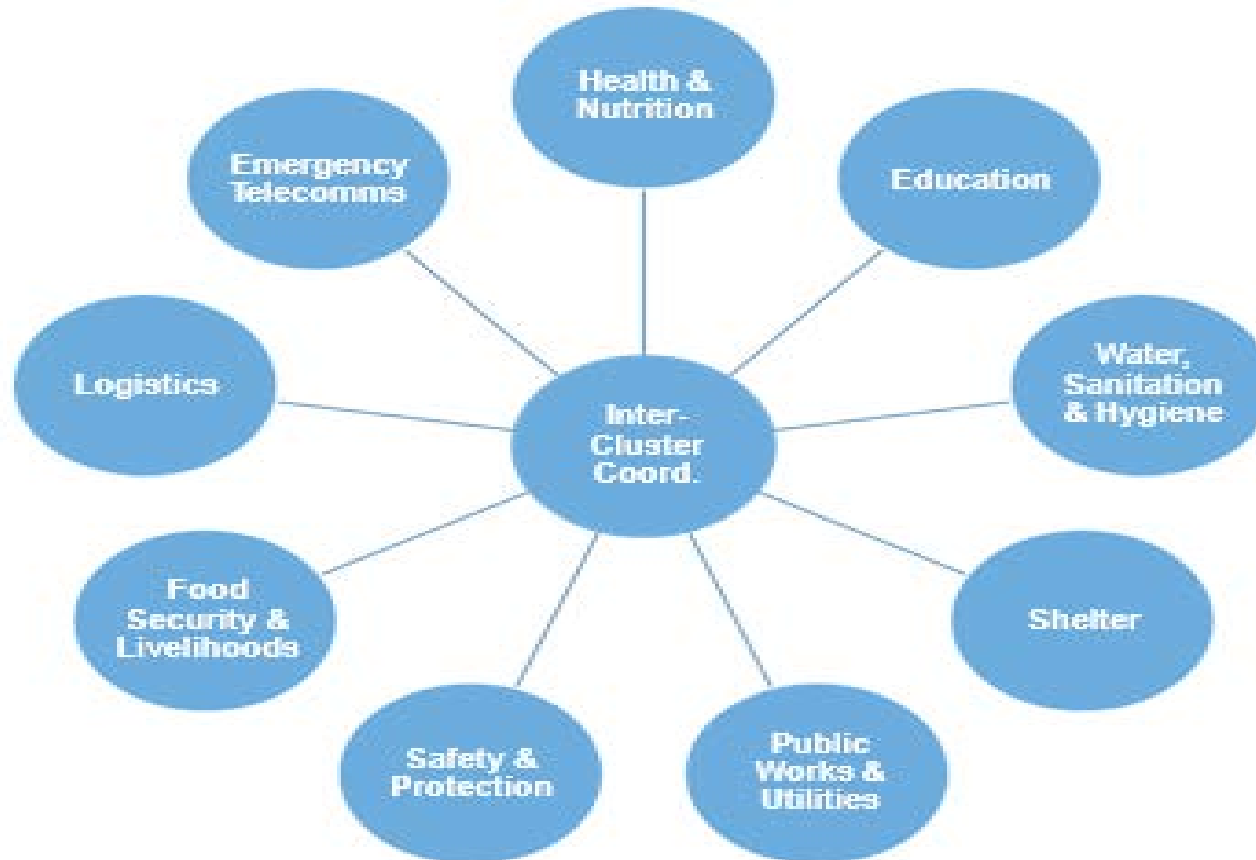 Health &
Nutrition
Education
Water,
Sanitation
& Hygiene
Shelter
Public
Works &
Utilities
Safety &
Protection
Food
Security &
Livelihoods
Logistics
Emergency
Telecomms
Inter-
Cluster
Coord.